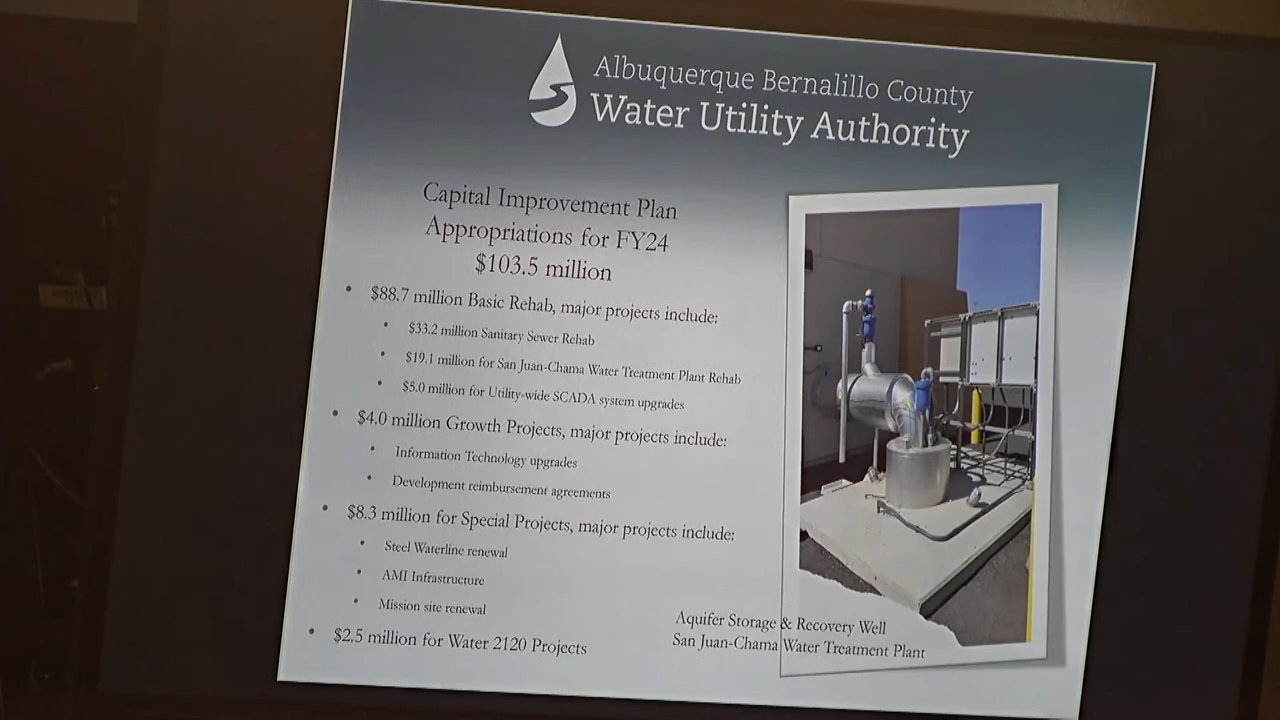 Albuquerque Bernalillo County
Water Utility Authority
Capital Improvement Plan
Appropriations for FY24
$103.5 million
• $88.7 million Basic Rehab, major projects include:
• $33.2 million Sanitary Sewer Rehab
• $19.1 million for San Juan-Chama Water Treatment Plant Rehab
• $5.0 million for Utility-wide SCADA system upgrades
• $4.0 million Growth Projects, major projects include:
• Information Technology upgrades
• Development reimbursement agreements
• $8.3 million for Special Projects, major projects include:
• Steel Waterline renewal
• AMI Infrastructure
• Mission site renewal
• $2.5 million for Water 2120 Projects
Aquifer Storage & Recovery Well
San Juan-Chama Water Treatment Plant